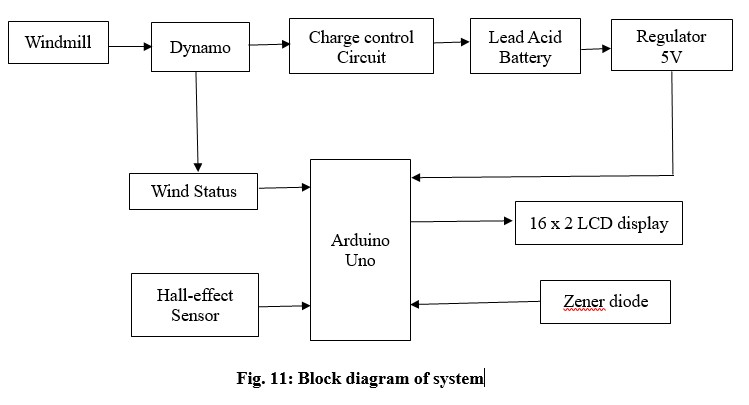 Windmill
Dynamo
Charge control
Circuit
Lead Acid
Battery
Regulator
5V
Wind Status
Arduino
Uno
16 x 2 LCD display
Hall-effect
Sensor
Zener diode
Fig. 11: Block diagram of system